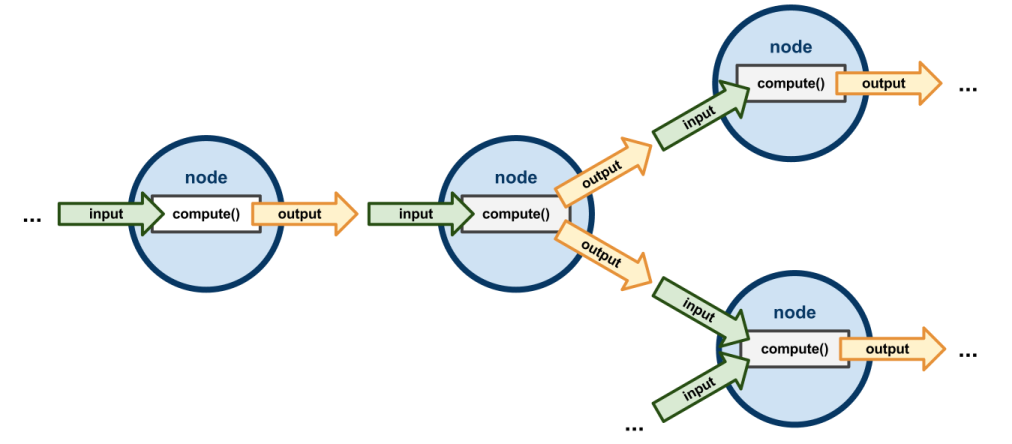 node
compute()
output
...
input
output
node
node
...
input
compute()
output
input
compute()
output
input
node
compute()
output
...
input
...